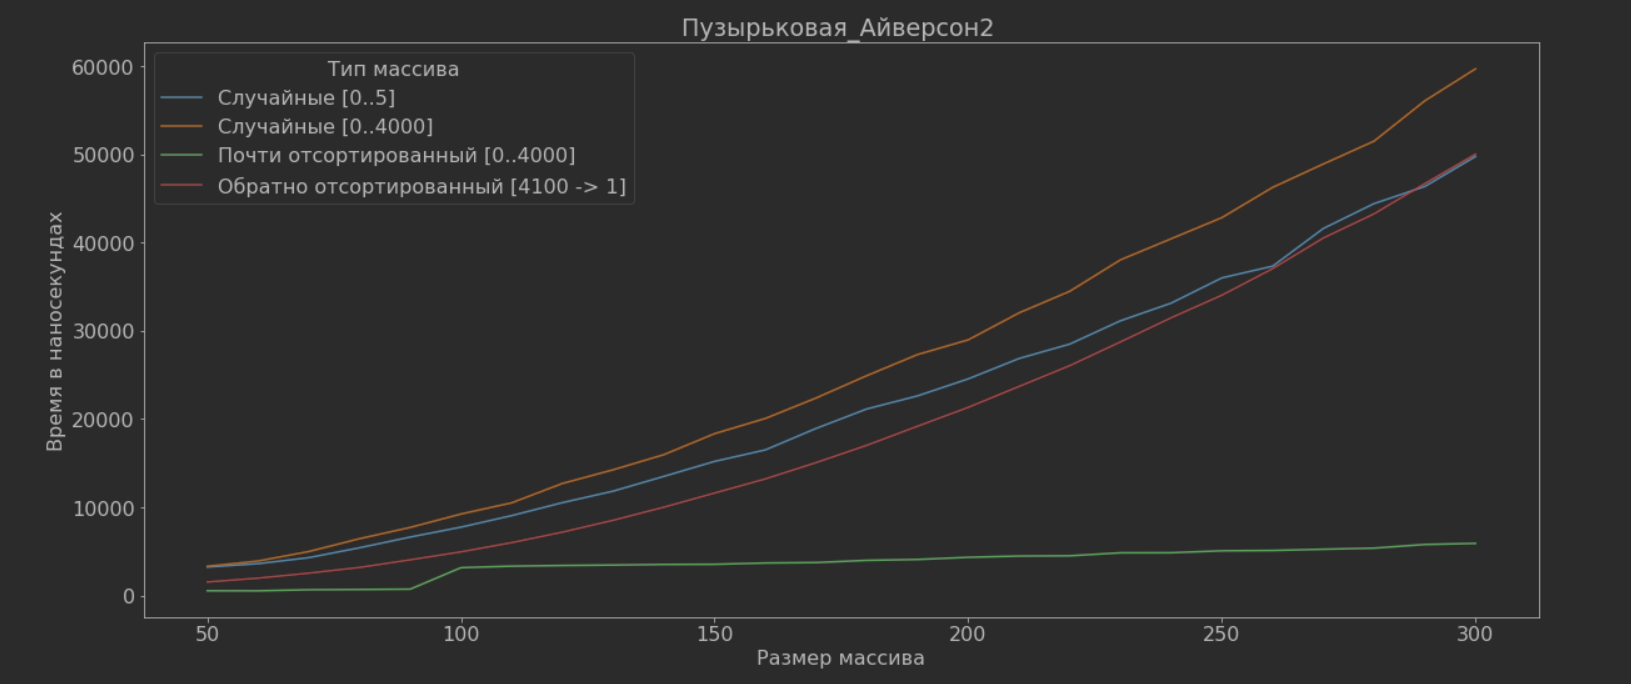 Пузырьковая_Айверсон2
Тип массива
Случайные [0..5]
Случайные [0..4000]
Почти отсортированный [0..4000]
Обратно отсортированный [4100 -> 1]
Время в наносекундах
60000
50000
40000
30000
20000
10000
0
50
100
150
200
250
300
Размер массива